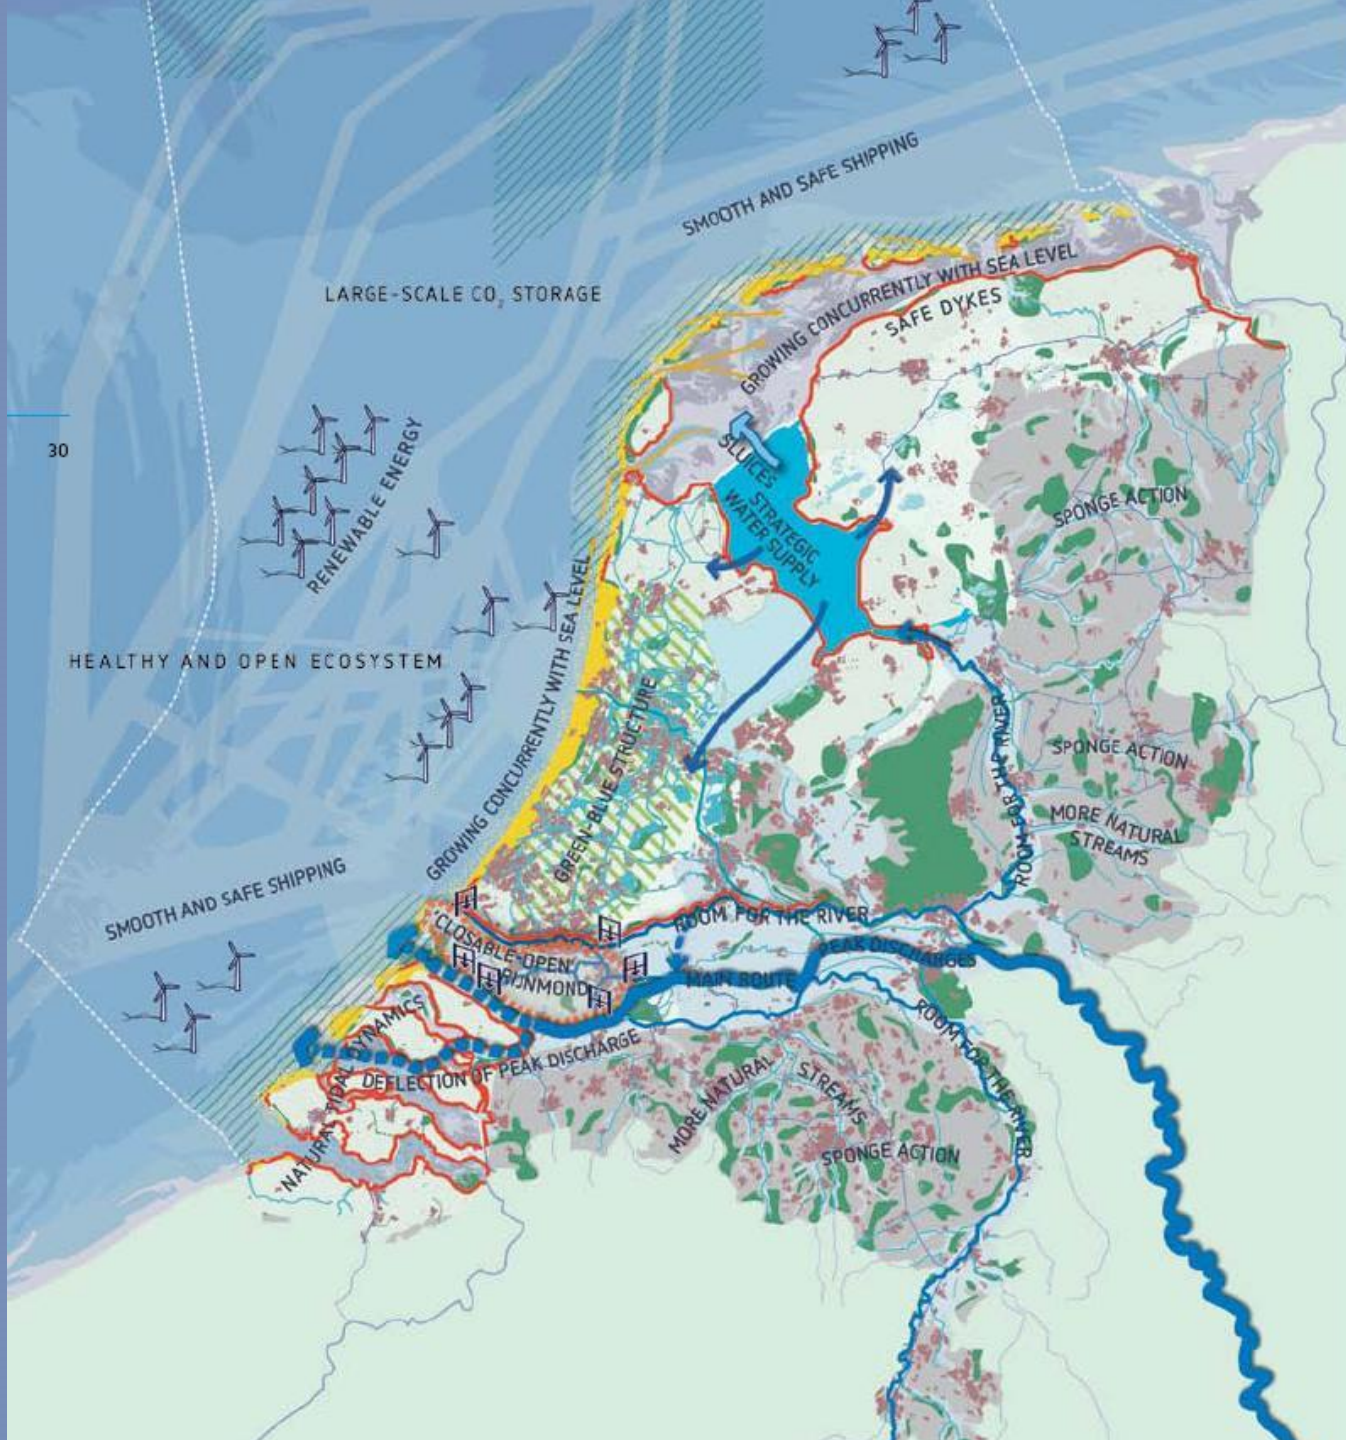 SMOOTH AND SAFE SHIPPING
LARGE-SCALE CO₂ STORAGE
GROWING CONCURRENTLY WITH SEA LEVEL
- SAFE DYKES
30
RENEWABLE ENERGY
SLUICES
STRATEGIC
WATER SUPPLY
SPONGE ACTION
HEALTHY AND OPEN ECOSYSTEM
GROWING CONCURRENTLY WITH SEA LEVEL
GREEN-BLUE STRUCTURE
ROOM FOR THE RIVER
SPONGE ACTION
MORE NATURAL
STREAMS
SMOOTH AND SAFE SHIPPING
ROOM FOR THE RIVER
CLOSABLE-OPEN
RIJNMOND
PEAK DISCHARGES
MAIN ROUTE
NATURAL TIDAL DYNAMICS
DEFLECTION OF PEAK DISCHARGE
ROOM FOR THE RIVER
MORE NATURAL STREAMS
SPONGE ACTION